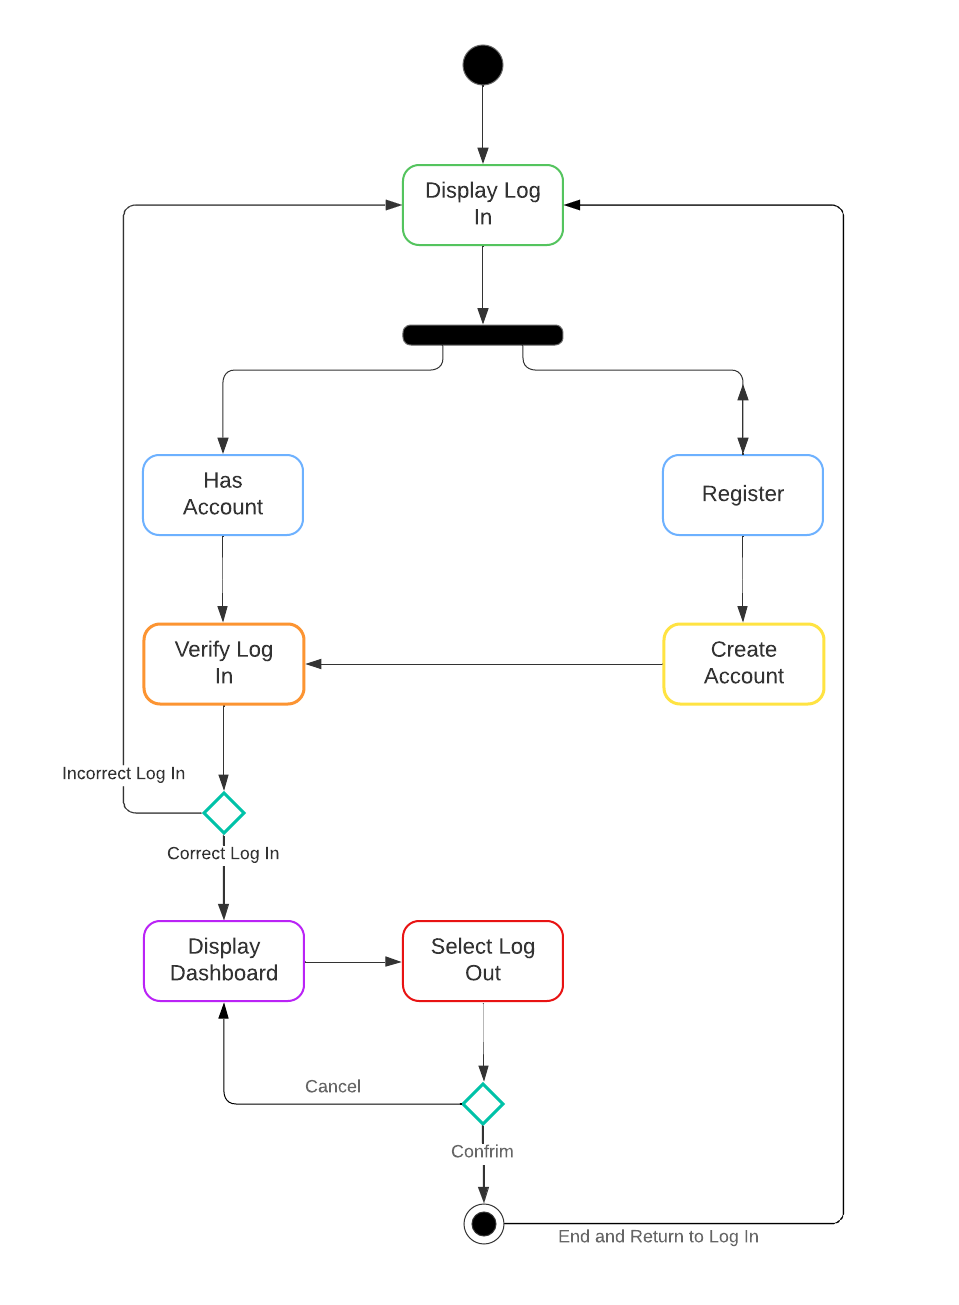 Display Log
In
Has
Account
Register
Verify Log
In
Create
Account
Incorrect Log In
Correct Log In
Display
Dashboard
Select Log
Out
Cancel
Confrim
End and Return to Log In